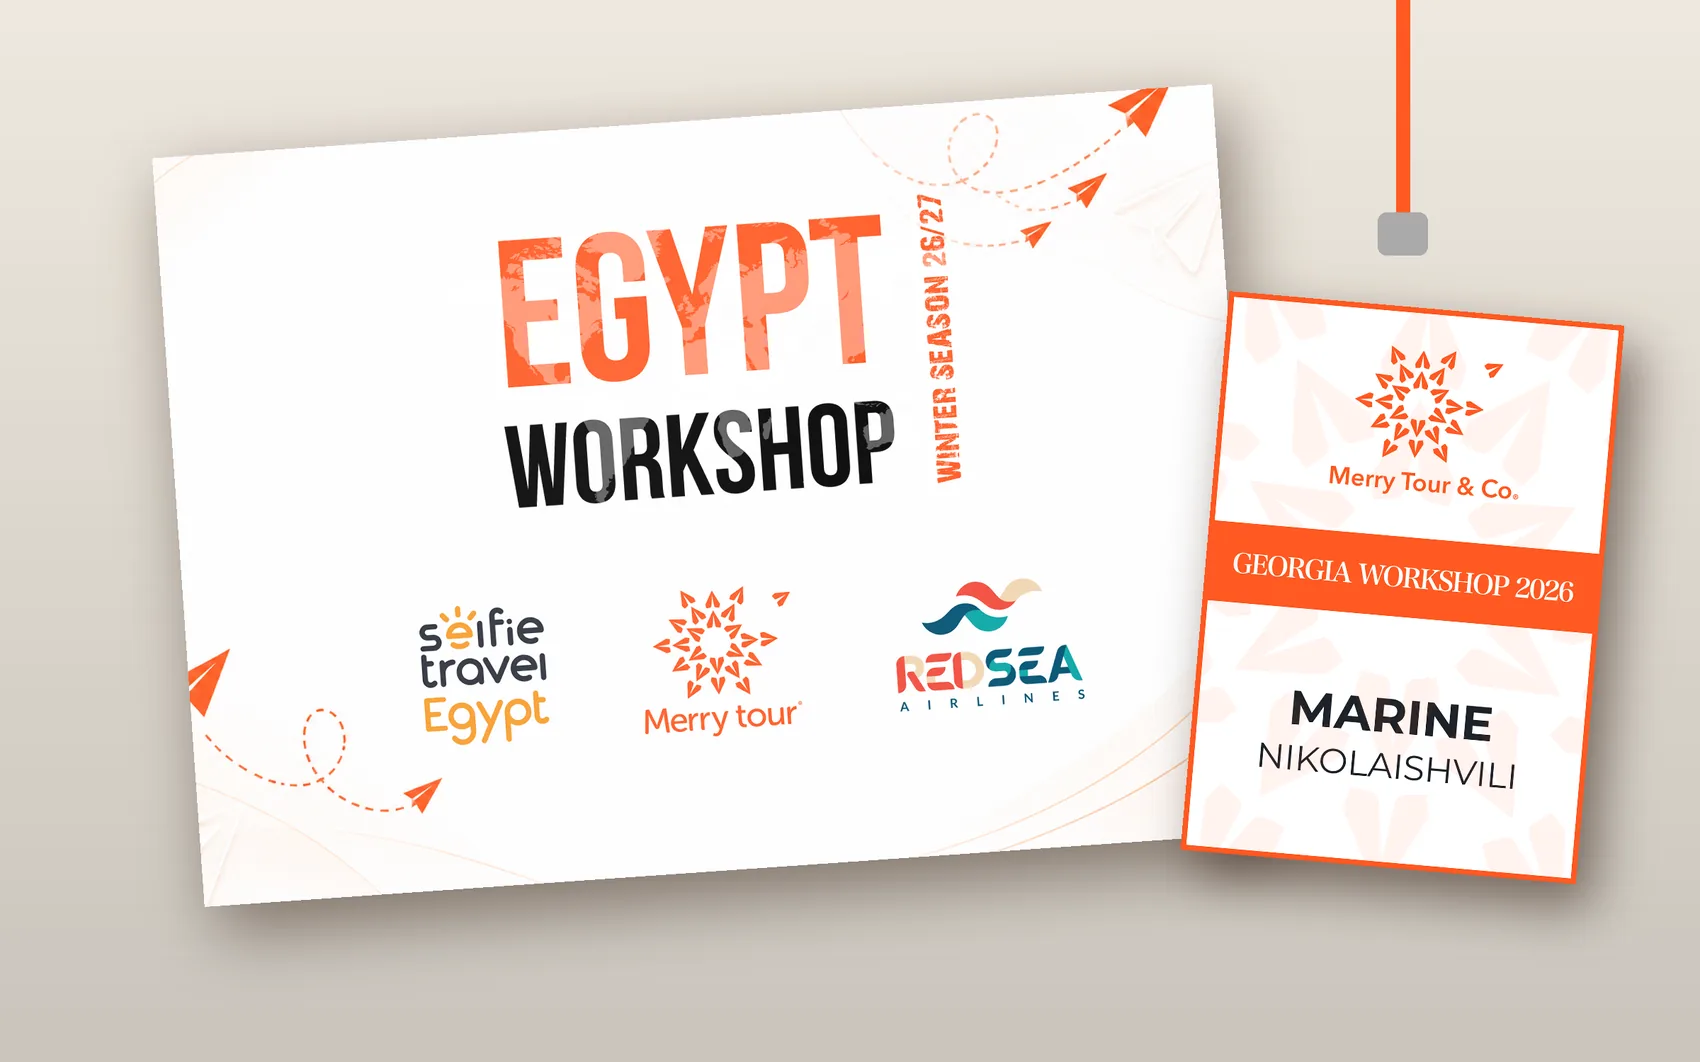 EGYPT
WORKSHOP
WINTER SEASON 26/27
selfie
travel
Egypt
Merry tour®
REDSEA
AIRLINES
Merry Tour & Co®
GEORGIA WORKSHOP 2026
MARINE
NIKOLAISHVILI